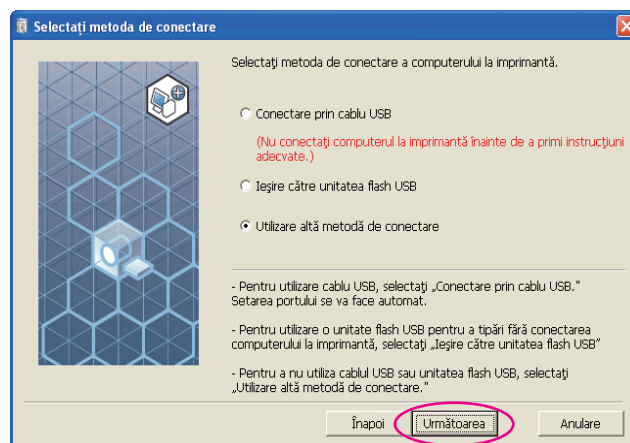 Selectați metoda de conectare
Selectaţi metoda de conectare a computerului la imprimantă.
Conectare prin cablu USB
(Nu conectaţi computerul la imprimantă înainte de a primi instrucţiuni
adecvate.)
Ieşire către unitatea flash USB
Utilizare altă metodă de conectare
- Pentru utilizare cablu USB, selectaţi „Conectare prin cablu USB."
Setarea portului se va face automat.
- Pentru utilizare o unitate flash USB pentru a tipări fără conectarea
computerului la imprimantă, selectaţi „Ieşire către unitatea flash USB”
- Pentru a nu utiliza cablul USB sau unitatea flash USB, selectaţi
„Utilizare altă metodă de conectare."
Înapoi
Următoarea
Anulare